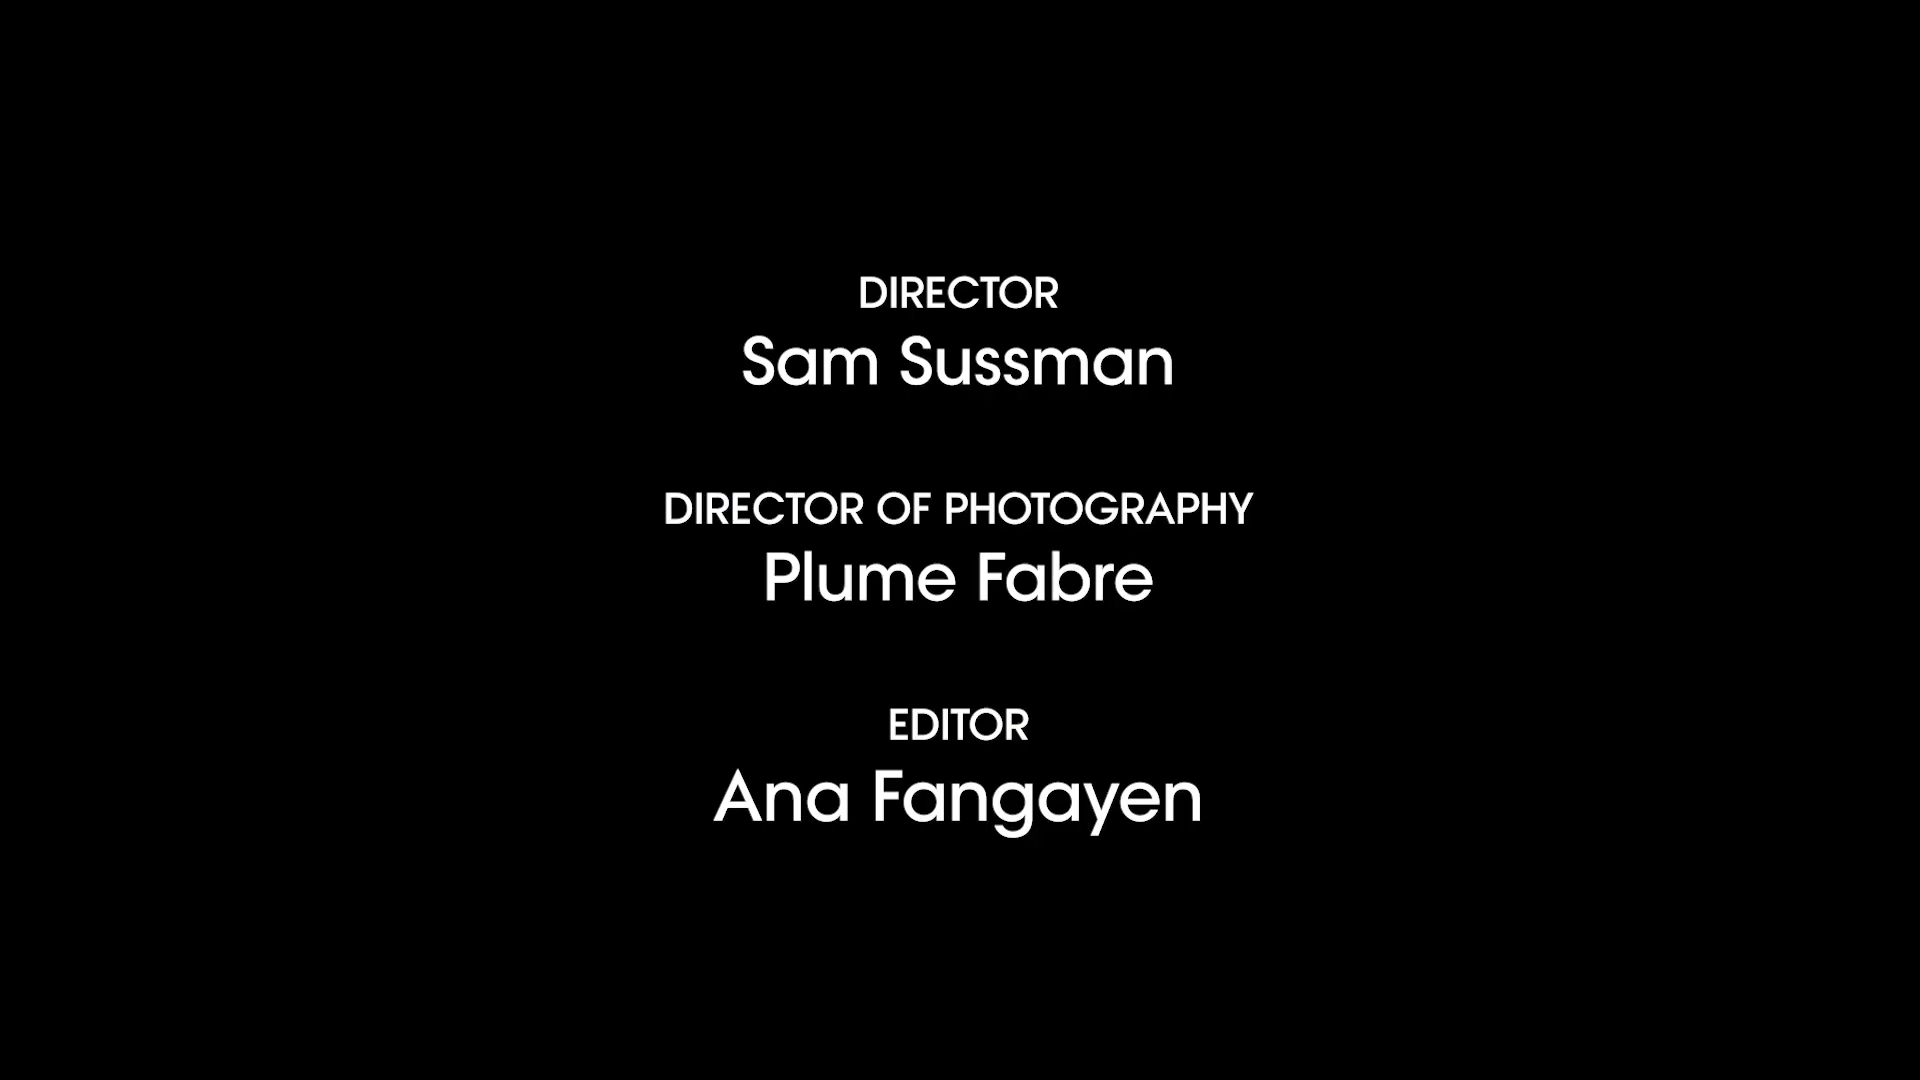 DIRECTOR
Sam Sussman
DIRECTOR OF PHOTOGRAPHY
Plume Fabre
EDITOR
Ana Fangayen